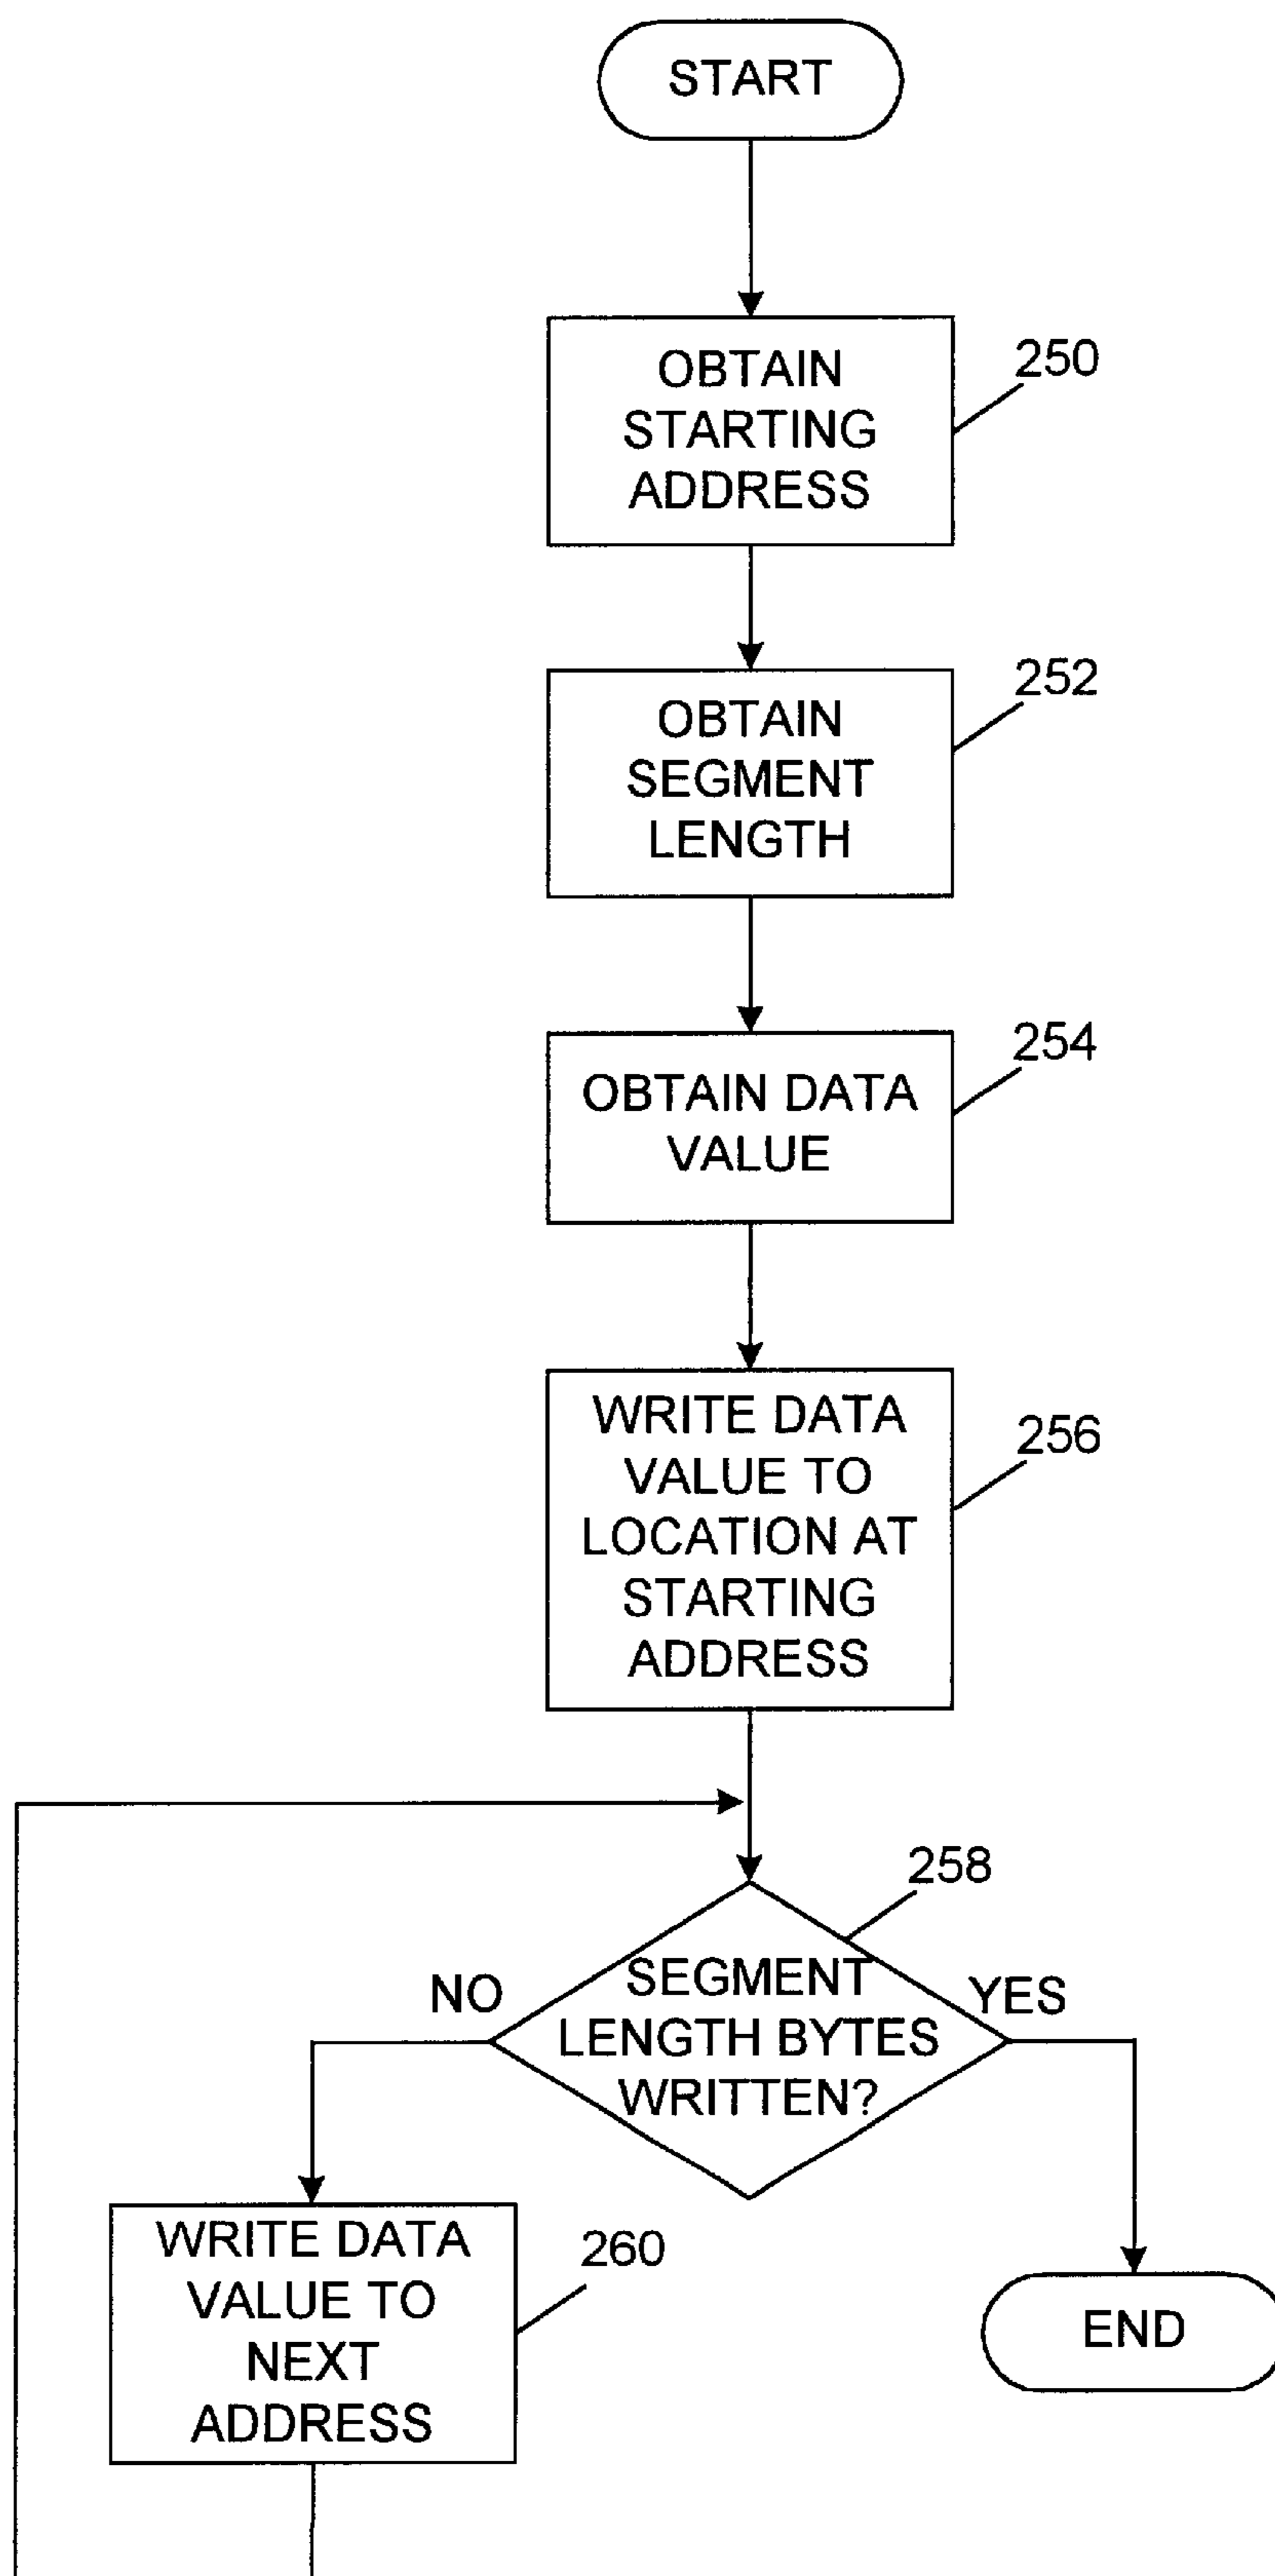 START
OBTAIN
STARTING
ADDRESS
250
OBTAIN
SEGMENT
LENGTH
252
OBTAIN DATA
VALUE
254
WRITE DATA
VALUE TO
LOCATION AT
STARTING
ADDRESS
256
258
SEGMENT
LENGTH BYTES
WRITTEN?
NO
YES
WRITE DATA
VALUE TO
NEXT
ADDRESS
260
END